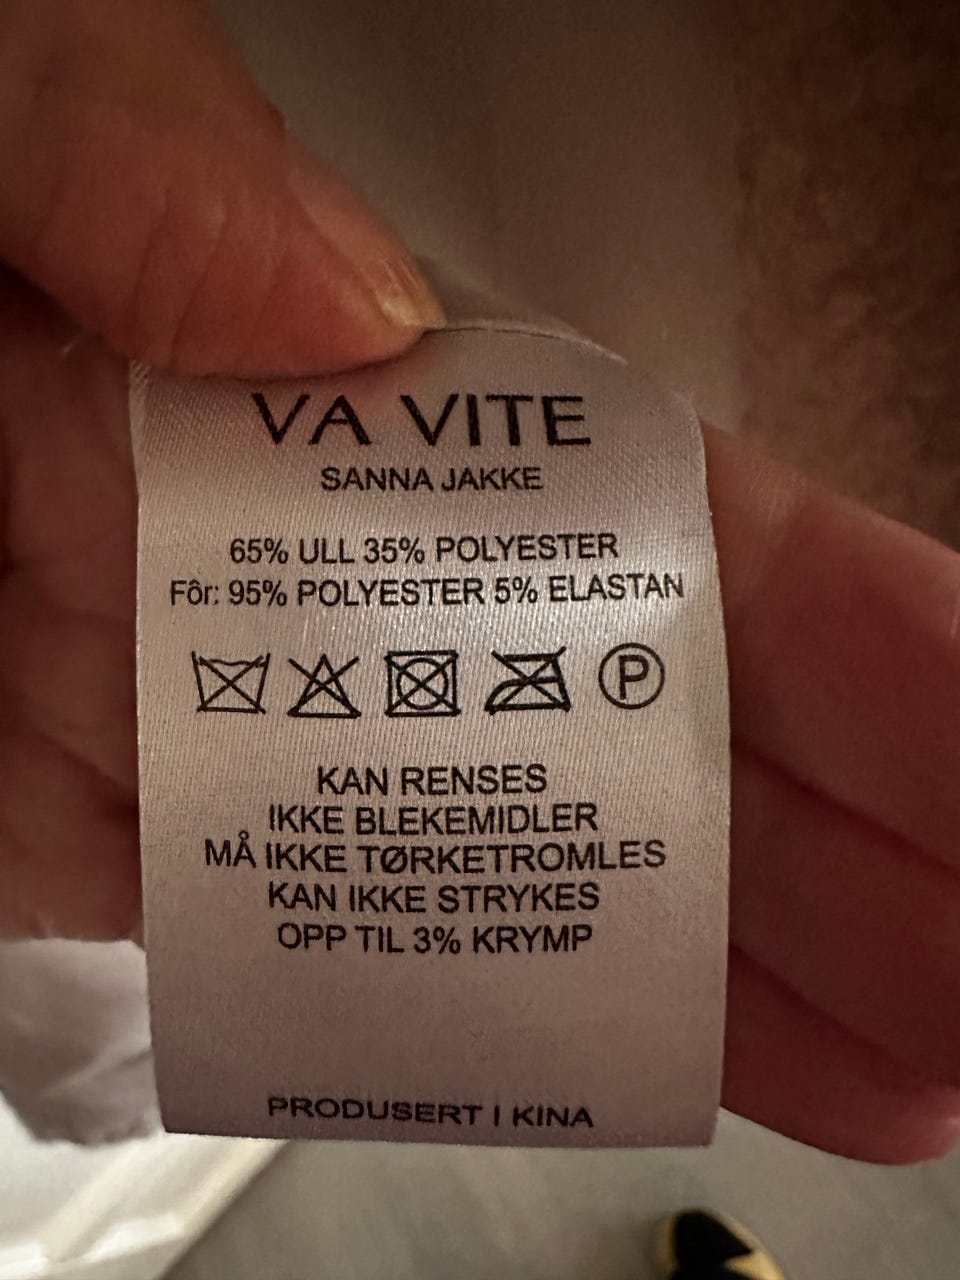 VA VITE
SANNA JAKKE
65% ULL 35% POLYESTER
Fôr: 95% POLYESTER 5% ELASTAN
P
KAN RENSES
IKKE BLEKEMIDLER
MÅ IKKE TØRKETROMLES
KAN IKKE STRYKES
OPP TIL 3% KRYMP
PRODUSERT I KINA